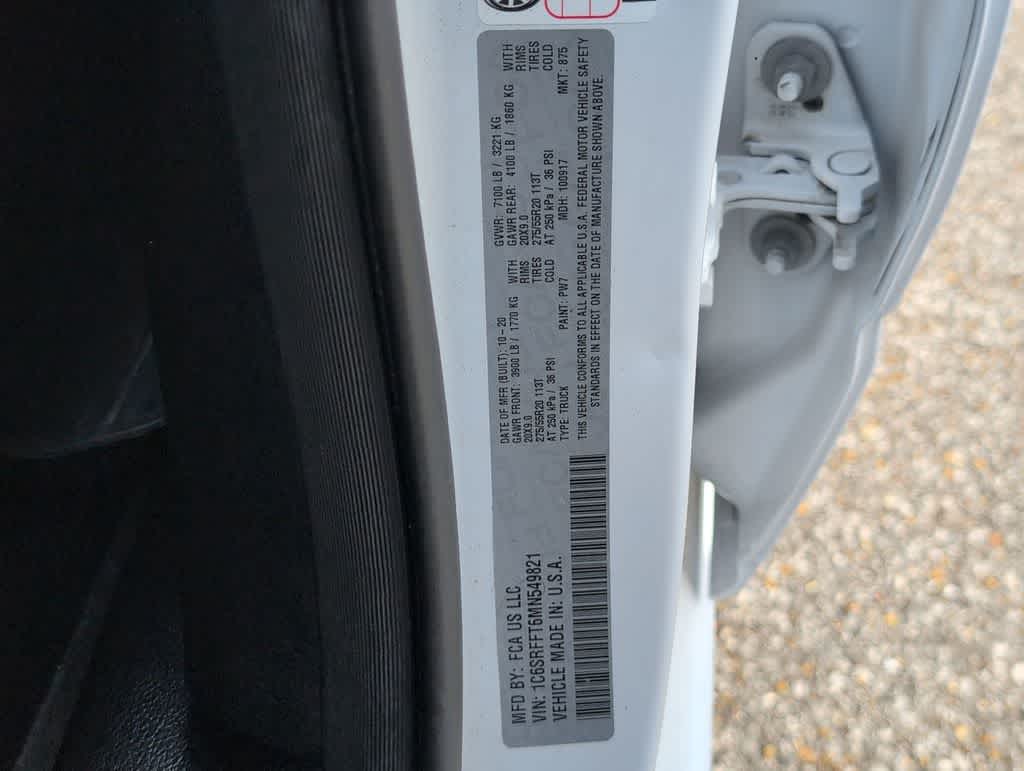 MFD BY: FCA US LLC
VIN: 1C6SRFFT6MN549821
VEHICLE MADE IN: U.S.A.
DATE OF MFR (BUILT): 10-20
GVWR: 7100 LB / 3221 KG
GAWR FRONT: 3900 LB / 1770 KG WITH
GAWR REAR: 4100 LB / 1860 KG WITH
20X9.0 RIMS
20X9.0 RIMS
275/55R20 113T TIRES
275/55R20 113T TIRES
AT 250 kPa / 36 PSI COLD
AT 250 kPa / 36 PSI COLD
TYPE: TRUCK PAINT: PW7 MDH: 100917 MKT: 875
THIS VEHICLE CONFORMS TO ALL APPLICABLE U.S.A. FEDERAL MOTOR VEHICLE SAFETY
STANDARDS IN EFFECT ON THE DATE OF MANUFACTURE SHOWN ABOVE.